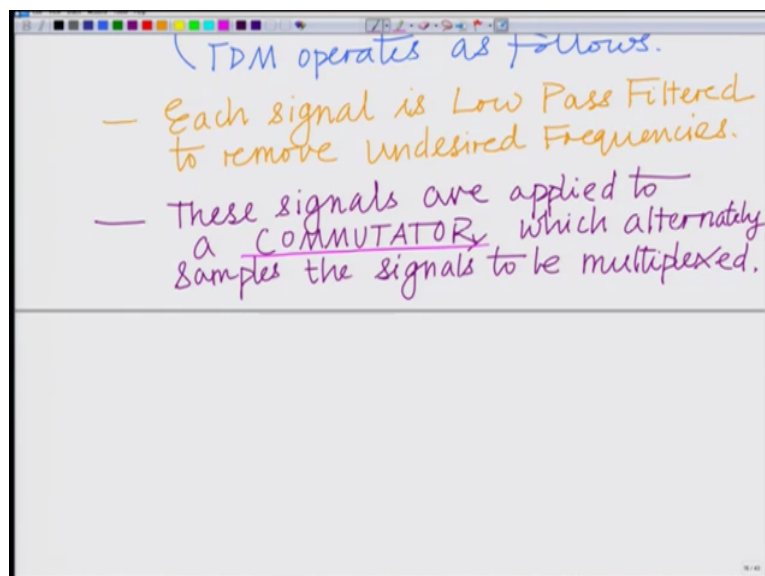 TDM operates as follows.
— Each signal is Low Pass Filtered
to remove undesired Frequencies.
— These signals are applied to
a COMMUTATOR, which alternately
samples the signals to be multiplexed.